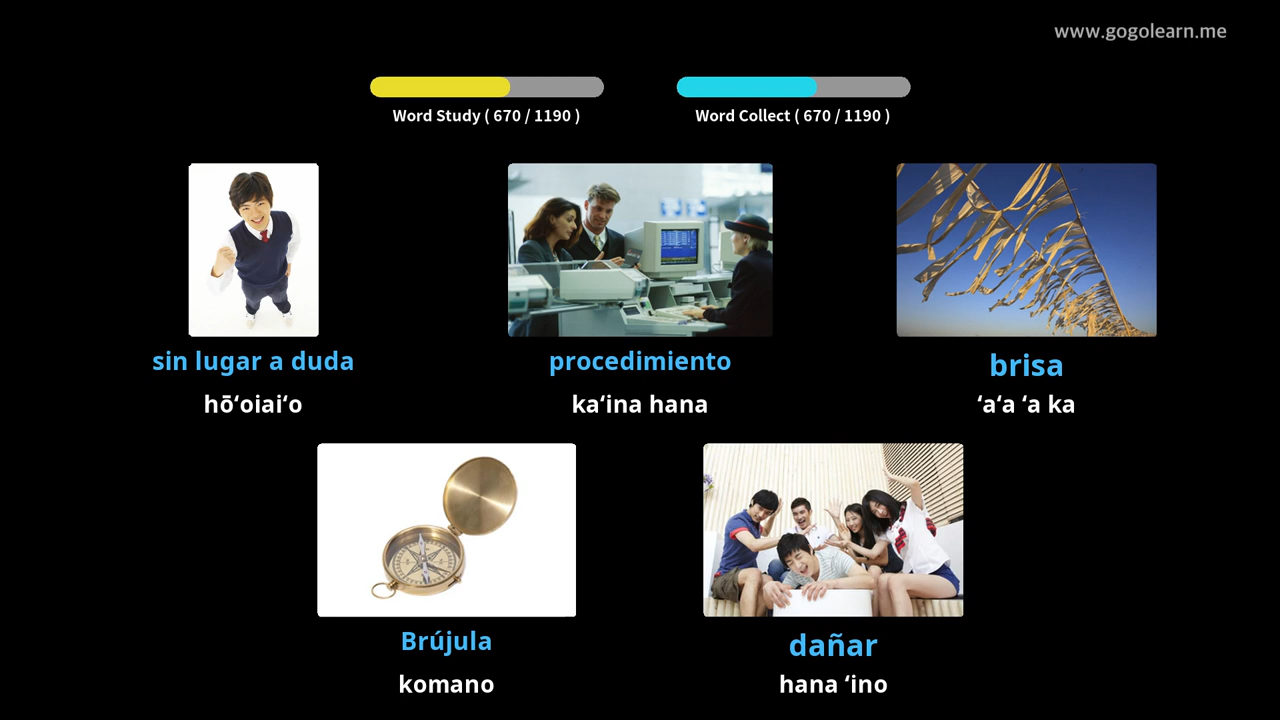 www.gogolearn.me
Word Study ( 670 / 1190 )
Word Collect ( 670 / 1190 )
sin lugar a duda
procedimiento
brisa
hōʻoiaiʻo
kaʻina hana
ʻaʻa ʻa ka
Brújula
dañar
komano
hana ʻino